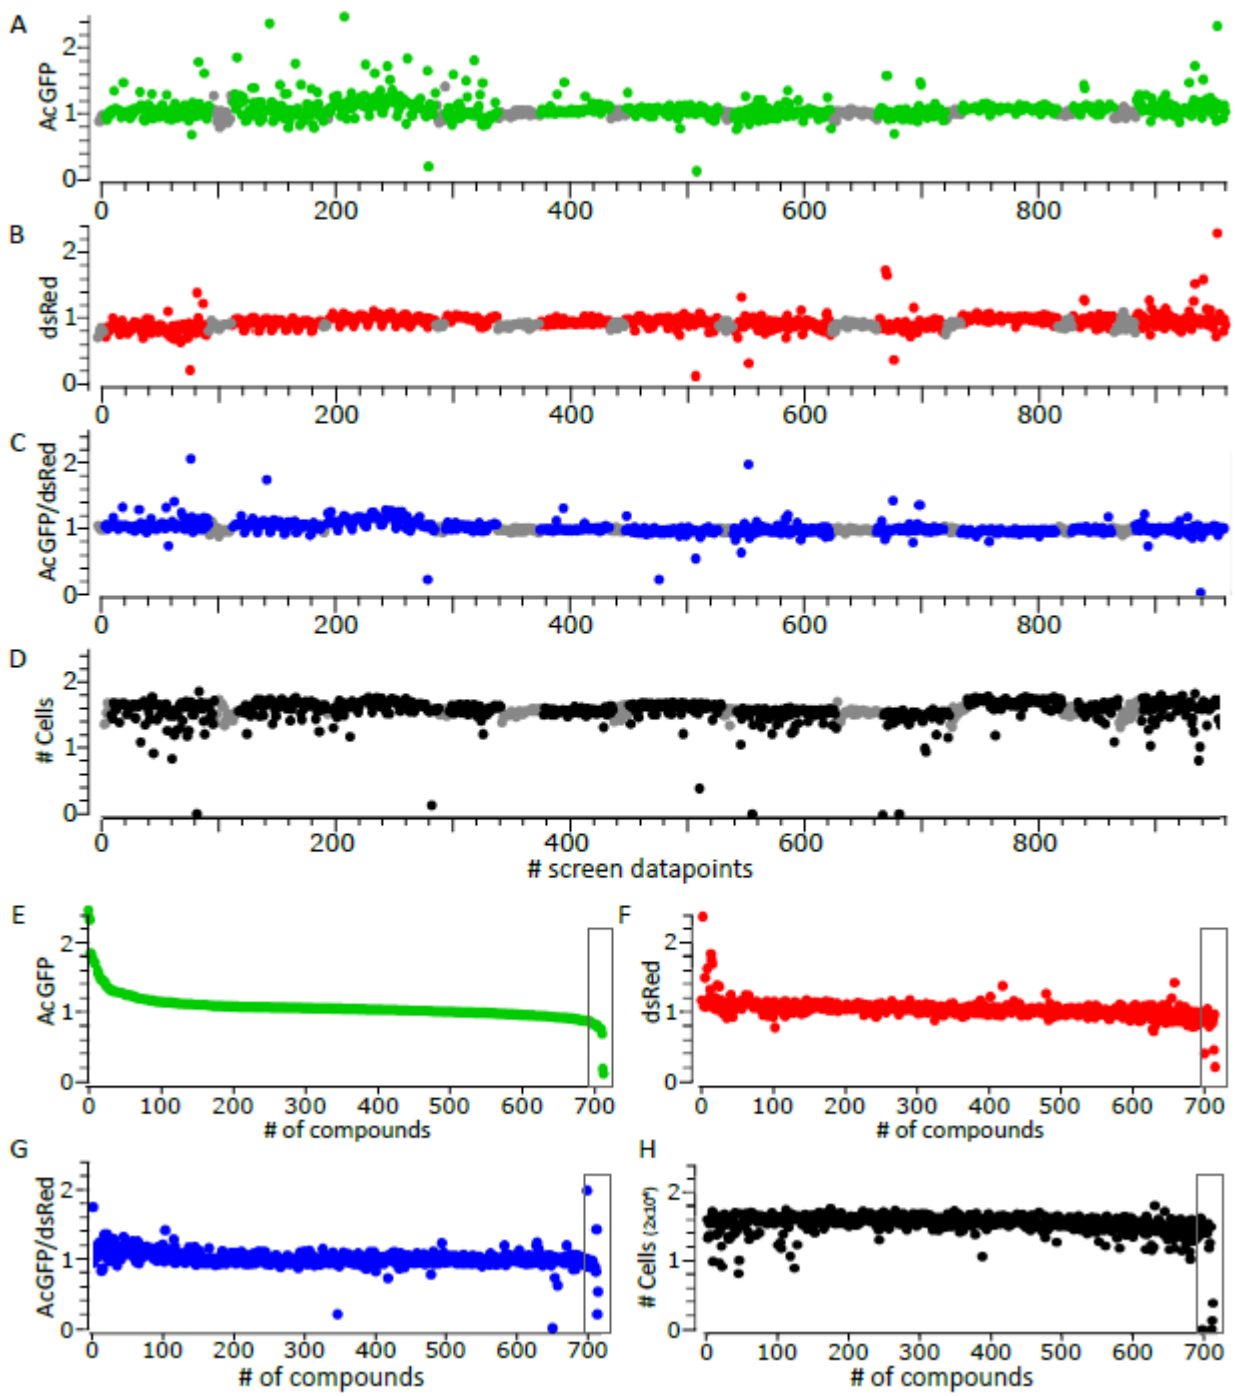 A
AcGFP
2
1
0
0 200 400 600 800
B
dsRed
2
1
0
0 200 400 600 800
C
AcGFP/dsRed
2
1
0
0 200 400 600 800
D
# Cells
2
1
0
0 200 400 600 800
# screen datapoints
E
AcGFP
2
1
0
0 100 200 300 400 500 600 700
# of compounds
F
dsRed
2
1
0
0 100 200 300 400 500 600 700
# of compounds
G
AcGFP/dsRed
2
1
0
0 100 200 300 400 500 600 700
# of compounds
H
# Cells (2x10⁴)
2
1
0
0 100 200 300 400 500 600 700
# of compounds